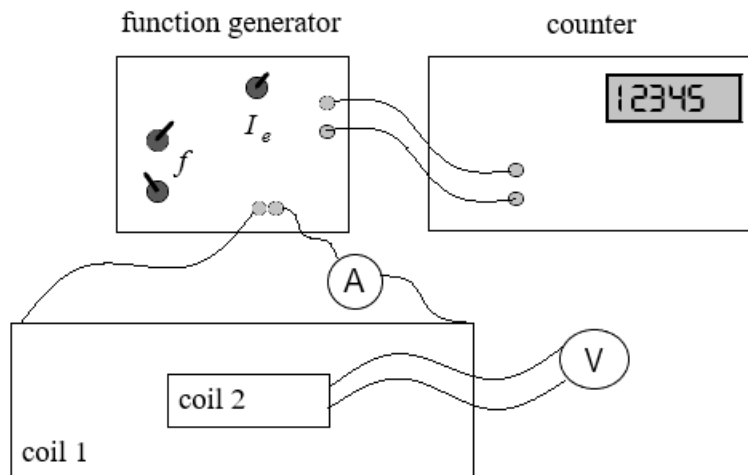 function generator
counter
12345
I e
f
A
V
coil 2
coil 1